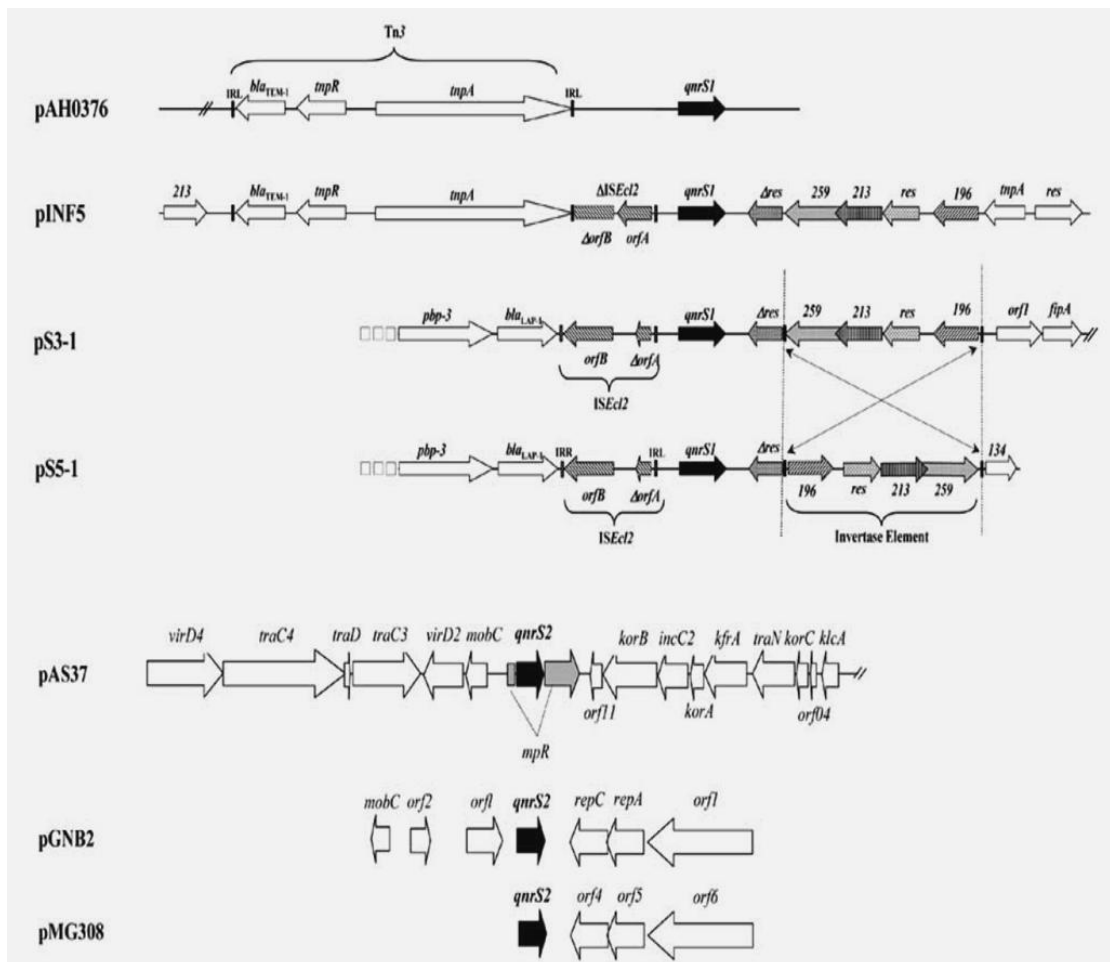 Tn3
IRL blaTEM-1 tnpR tnpA IRL qnrS1
pAH0376
213 blaTEM-1 tnpR tnpA ΔISEcl2 qnrS1 Δres 259 213 res 196 tnpA res
pINF5
ΔorfB orfA
pbp-3 blaLAP-1 qnrS1 Δres 259 213 res 196 orf1 fipA
pS3-1
orfB ΔorfA
ISEcl2
pbp-3 blaLAP-1 IRR IRL qnrS1 Δres 134
pS5-1
orfB ΔorfA 196 res 213 259
ISEcl2 Invertase Element
virD4 traC4 traD traC3 virD2 mobC qnrS2 korB incC2 kfrA traN korC klcA
pAS37
orf11 korA orf04
mpR
mobC orf2 orf1 qnrS2 repC repA orf1
pGNB2
qnrS2 orf4 orf5 orf6
pMG308